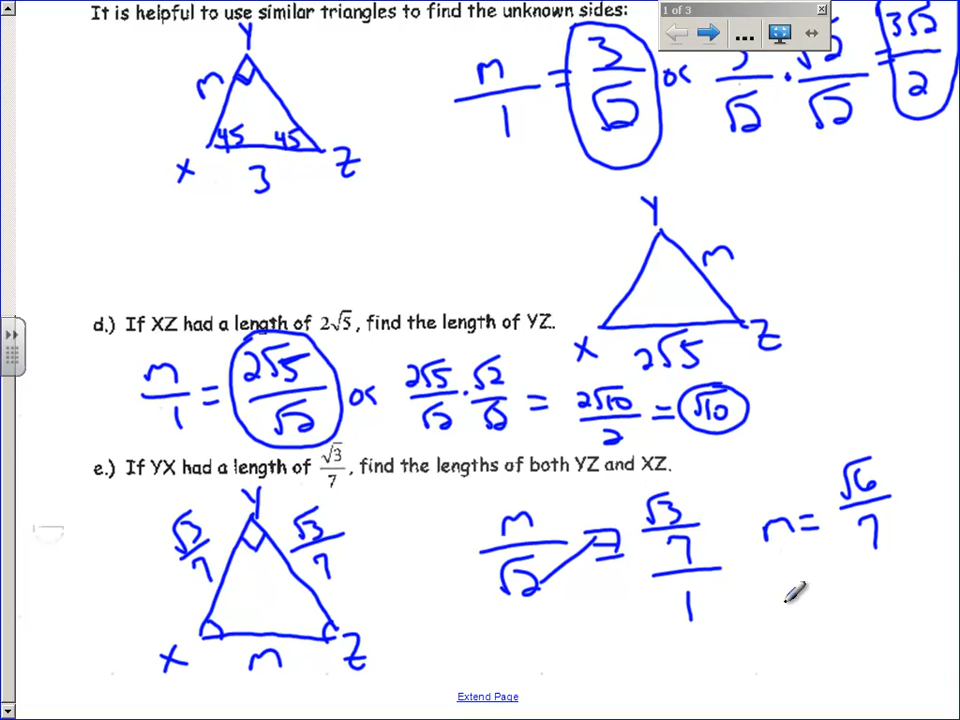 It is helpful to use similar triangles to find the unknown sides:
1 of 3
Y
m
45 45
X 3 Z
m/1 = 3/√2 or 3/√2 · √2/√2 = 3√2/2
Y
m
X 2√5 Z
d.) If XZ had a length of 2√5, find the length of YZ.
m/1 = 2√5/√2 or 2√5/√2 · √2/√2 = 2√10/2 = √10
e.) If YX had a length of √3/7, find the lengths of both YZ and XZ.
Y
√3/7 √3/7
X m Z
m/√2 = √3/7/1 m = √6/7
Extend Page